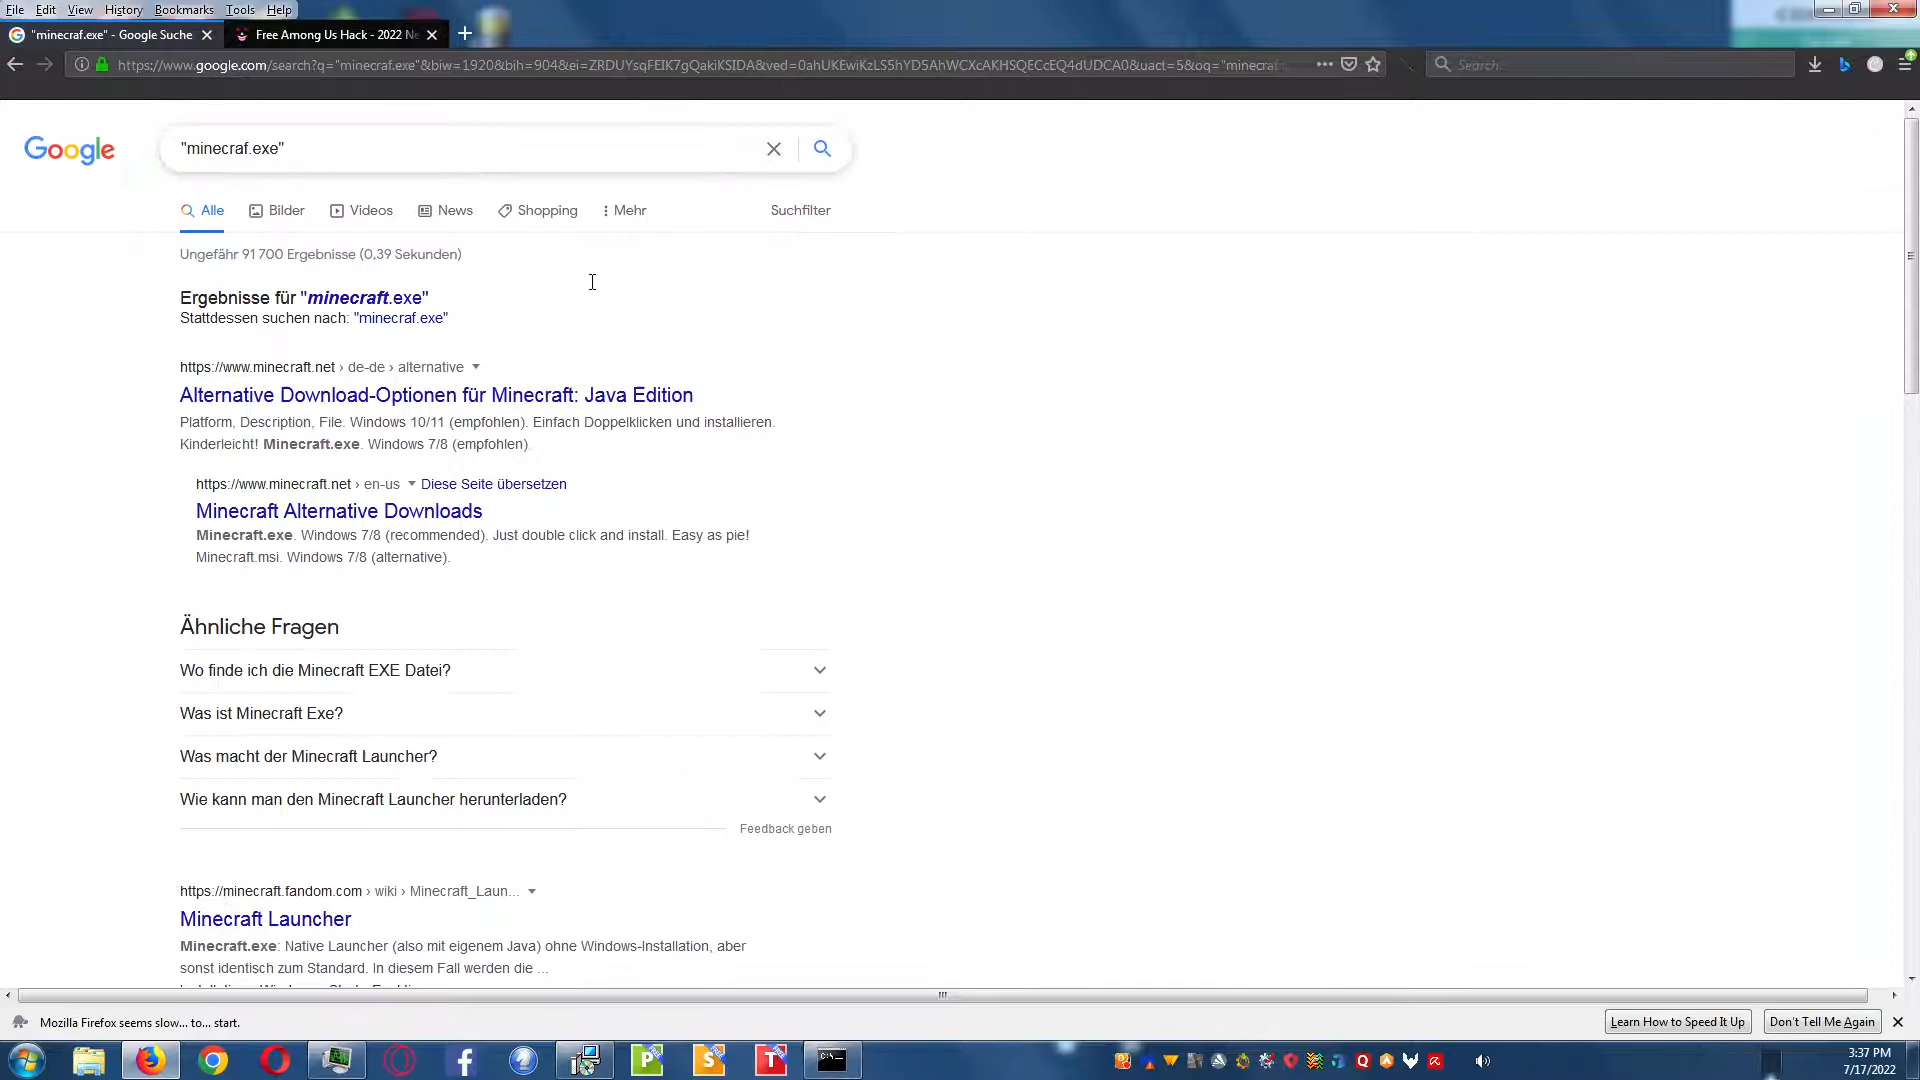 File Edit View History Bookmarks Tools Help
"minecraf.exe" - Google Suche
Free Among Us Hack - 2022 Ne
https://www.google.com/search?q="minecraf.exe"&biw=1920&bih=904&ei=ZRDUYsqFEIK7gQakiKSIDA&ved=0ahUKEwiKzLS5hYD5AhWCXcAKHSQECcEQ4dUDCA0&uact=5&oq="minecraf
Search
Google
"minecraf.exe"
Alle
Bilder
Videos
News
Shopping
Mehr
Suchfilter
Ungefähr 91 700 Ergebnisse (0,39 Sekunden)
Ergebnisse für "minecraft.exe"
Stattdessen suchen nach: "minecraf.exe"
https://www.minecraft.net › de-de › alternative
Alternative Download-Optionen für Minecraft: Java Edition
Platform, Description, File. Windows 10/11 (empfohlen). Einfach Doppelklicken und installieren.
Kinderleicht! Minecraft.exe. Windows 7/8 (empfohlen).
https://www.minecraft.net › en-us Diese Seite übersetzen
Minecraft Alternative Downloads
Minecraft.exe. Windows 7/8 (recommended). Just double click and install. Easy as pie!
Minecraft.msi. Windows 7/8 (alternative).
Ähnliche Fragen
Wo finde ich die Minecraft EXE Datei?
Was ist Minecraft Exe?
Was macht der Minecraft Launcher?
Wie kann man den Minecraft Launcher herunterladen?
Feedback geben
https://minecraft.fandom.com › wiki › Minecraft_Laun...
Minecraft Launcher
Minecraft.exe: Native Launcher (also mit eigenem Java) ohne Windows-Installation, aber
sonst identisch zum Standard. In diesem Fall werden die ...
Mozilla Firefox seems slow... to... start.
Learn How to Speed It Up
Don't Tell Me Again
3:37 PM
7/17/2022